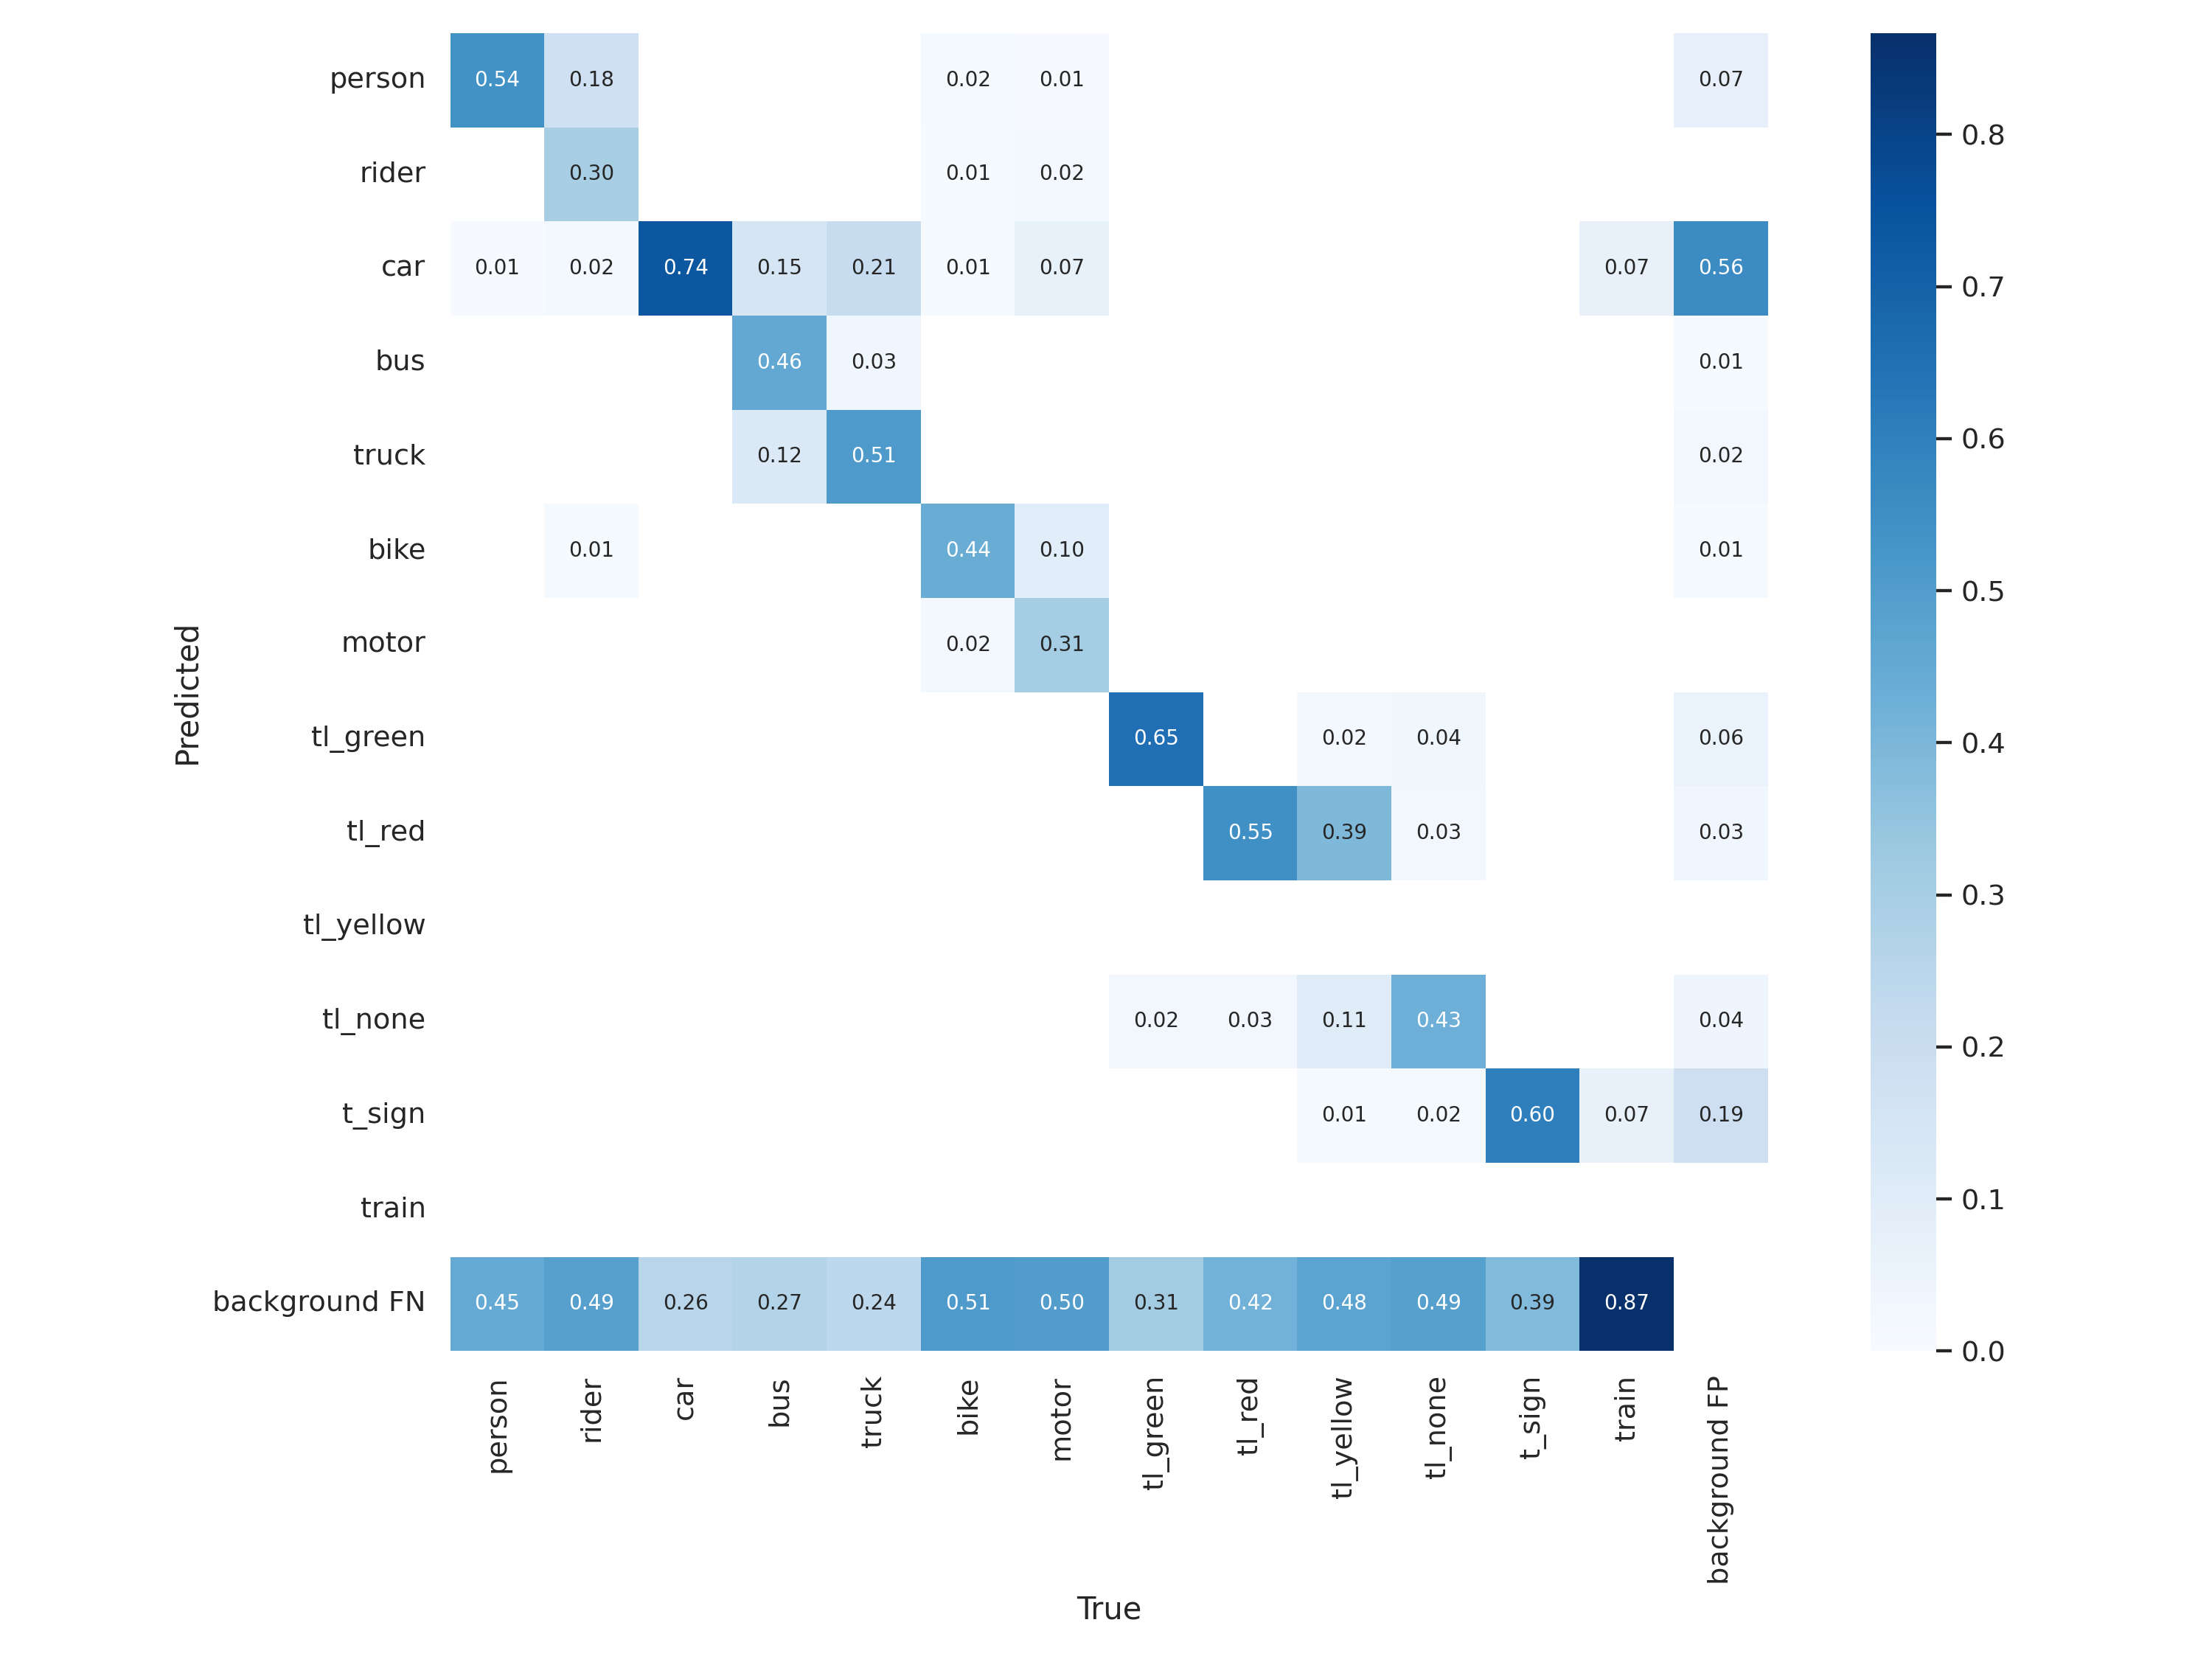 person 0.54 0.18 0.02 0.01 0.07
rider 0.30 0.01 0.02
car 0.01 0.02 0.74 0.15 0.21 0.01 0.07 0.07 0.56
bus 0.46 0.03 0.01
truck 0.12 0.51 0.02
bike 0.01 0.44 0.10 0.01
motor 0.02 0.31
tl_green 0.65 0.02 0.04 0.06
tl_red 0.55 0.39 0.03 0.03
tl_yellow
tl_none 0.02 0.03 0.11 0.43 0.04
t_sign 0.01 0.02 0.60 0.07 0.19
train
background FN 0.45 0.49 0.26 0.27 0.24 0.51 0.50 0.31 0.42 0.48 0.49 0.39 0.87
Predicted
person rider car bus truck bike motor tl_green tl_red tl_yellow tl_none t_sign train background FP
True
0.8
0.7
0.6
0.5
0.4
0.3
0.2
0.1
0.0